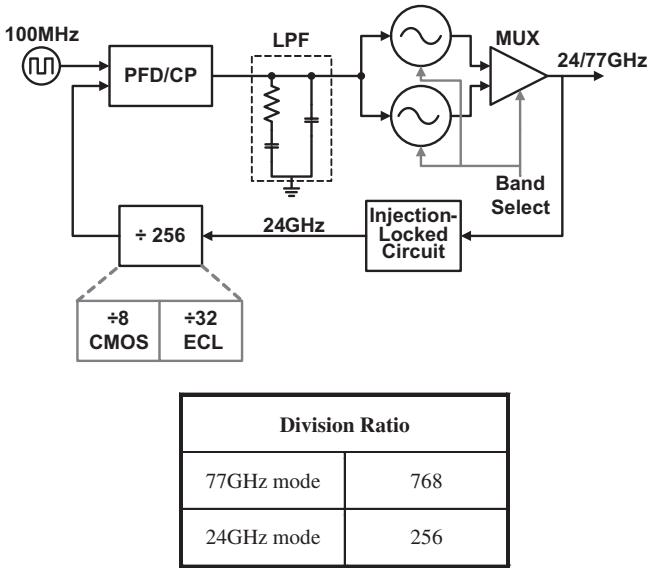 100MHz
PFD/CP
LPF
MUX
24/77GHz
Band
Select
Injection-
Locked
Circuit
24GHz
÷ 256
÷8
CMOS
÷32
ECL
Division Ratio
77GHz mode 768
24GHz mode 256